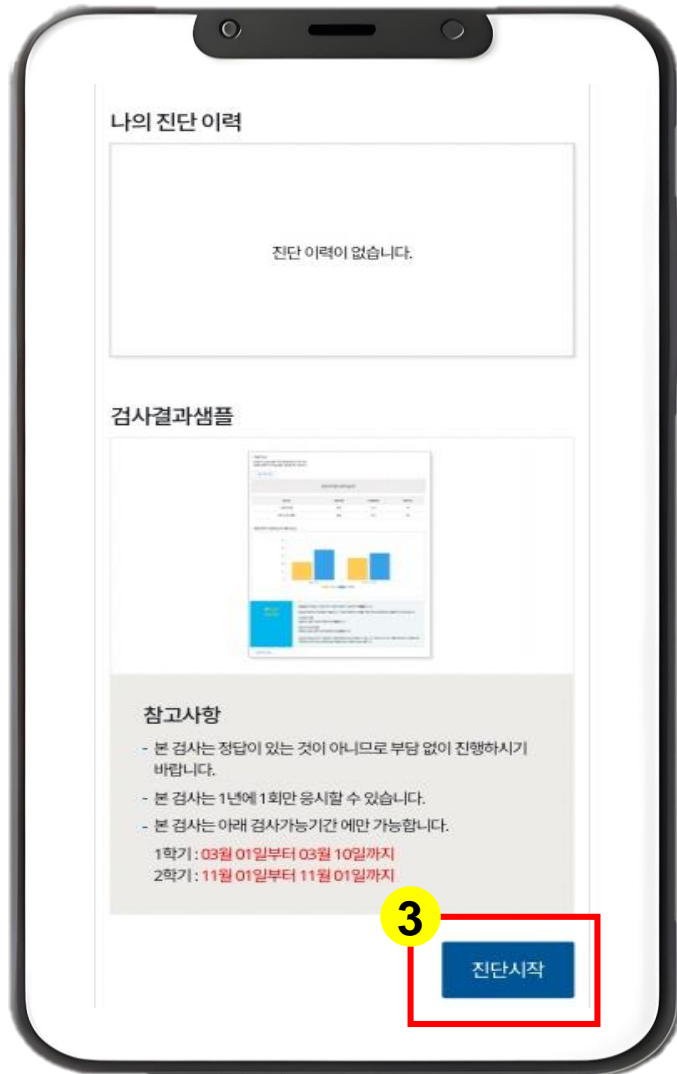 나의 진단 이력
진단 이력이 없습니다.
검사결과샘플
참고사항
- 본 검사는 정답이 있는 것이 아니므로 부담 없이 진행하시기
바랍니다.
- 본 검사는 1년에 1회만 응시할 수 있습니다.
- 본 검사는 아래 검사가능기간 에만 가능합니다.
1학기 : 03월 01일부터 03월 10일까지
2학기 : 11월 01일부터 11월 01일까지
3
진단시작